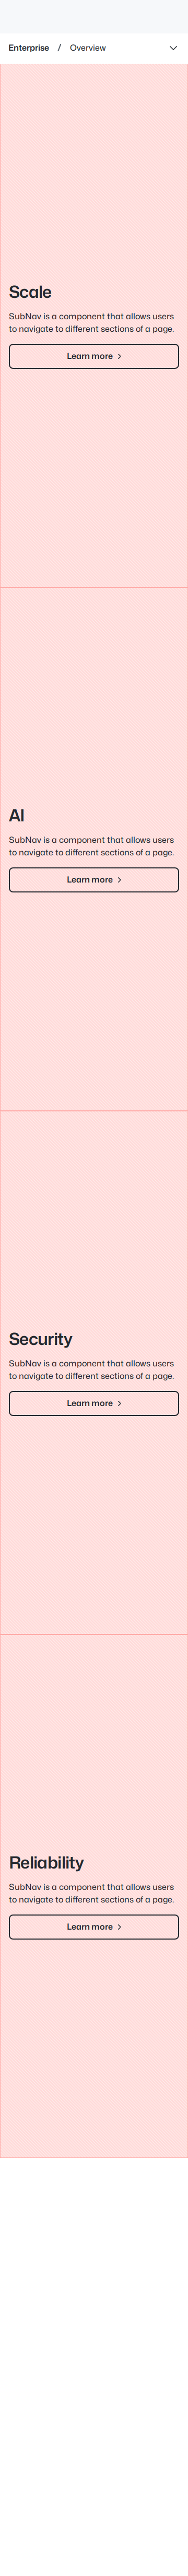 Enterprise / Overview
Scale
SubNav is a component that allows users
to navigate to different sections of a page.
Learn more
AI
SubNav is a component that allows users
to navigate to different sections of a page.
Learn more
Security
SubNav is a component that allows users
to navigate to different sections of a page.
Learn more
Reliability
SubNav is a component that allows users
to navigate to different sections of a page.
Learn more